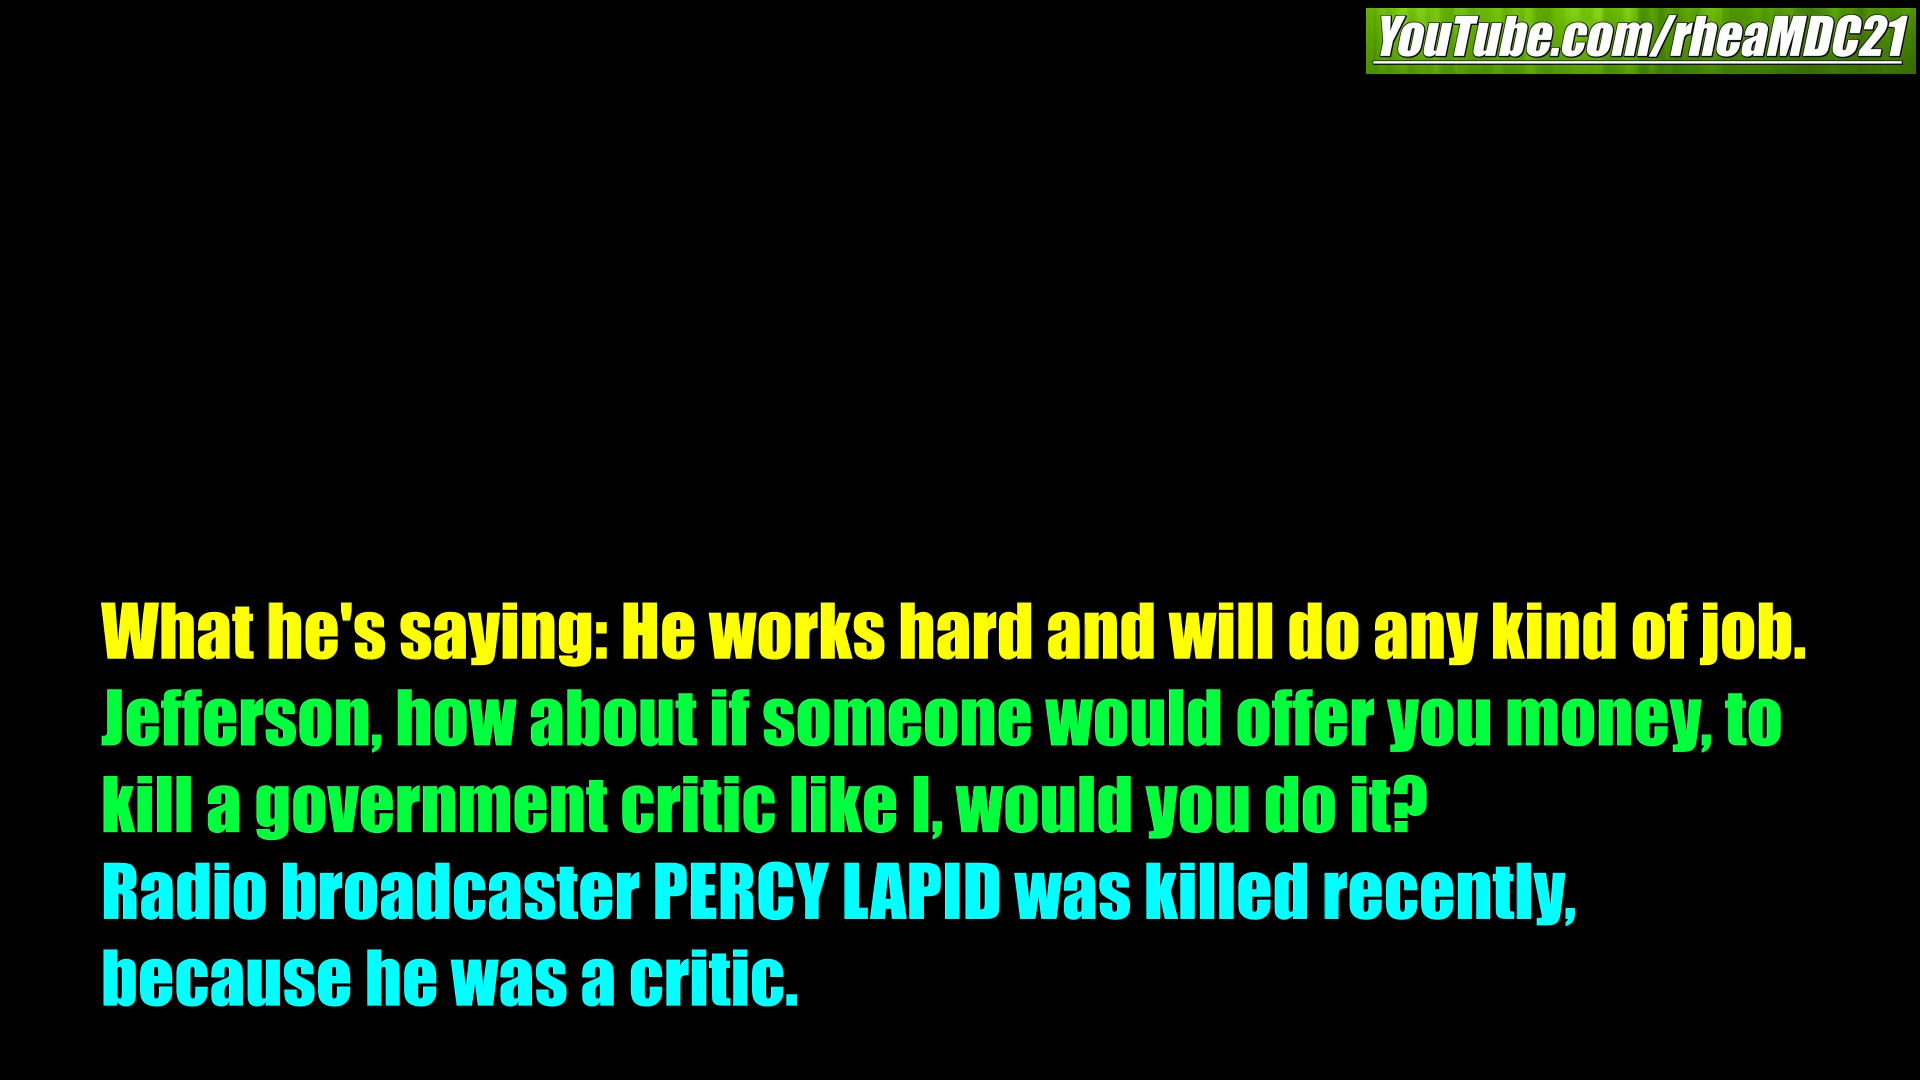 YouTube.com/rheaMDC21
What he's saying: He works hard and will do any kind of job.
Jefferson, how about if someone would offer you money, to
kill a government critic like I, would you do it?
Radio broadcaster PERCY LAPID was killed recently,
because he was a critic.